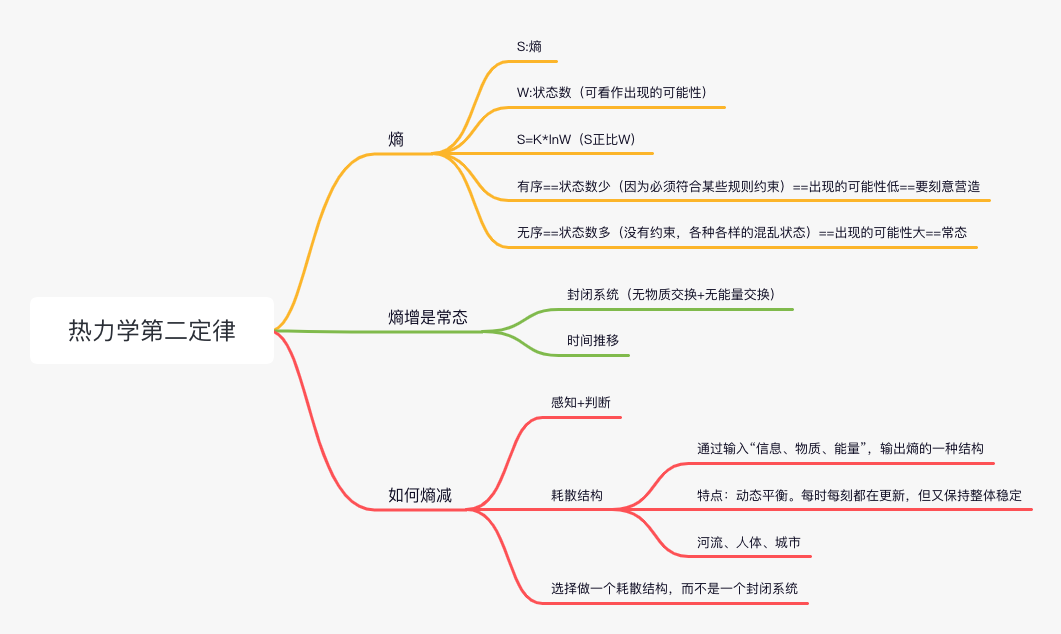 热力学第二定律
熵
S:熵
W:状态数（可看作出现的可能性）
S=K*lnW（S正比W）
有序==状态数少（因为必须符合某些规则约束）==出现的可能性低==要刻意营造
无序==状态数多（没有约束，各种各样的混乱状态）==出现的可能性大==常态
熵增是常态
封闭系统（无物质交换+无能量交换）
时间推移
如何熵减
感知+判断
耗散结构
通过输入“信息、物质、能量”，输出熵的一种结构
特点：动态平衡。每时每刻都在更新，但又保持整体稳定
河流、人体、城市
选择做一个耗散结构，而不是一个封闭系统